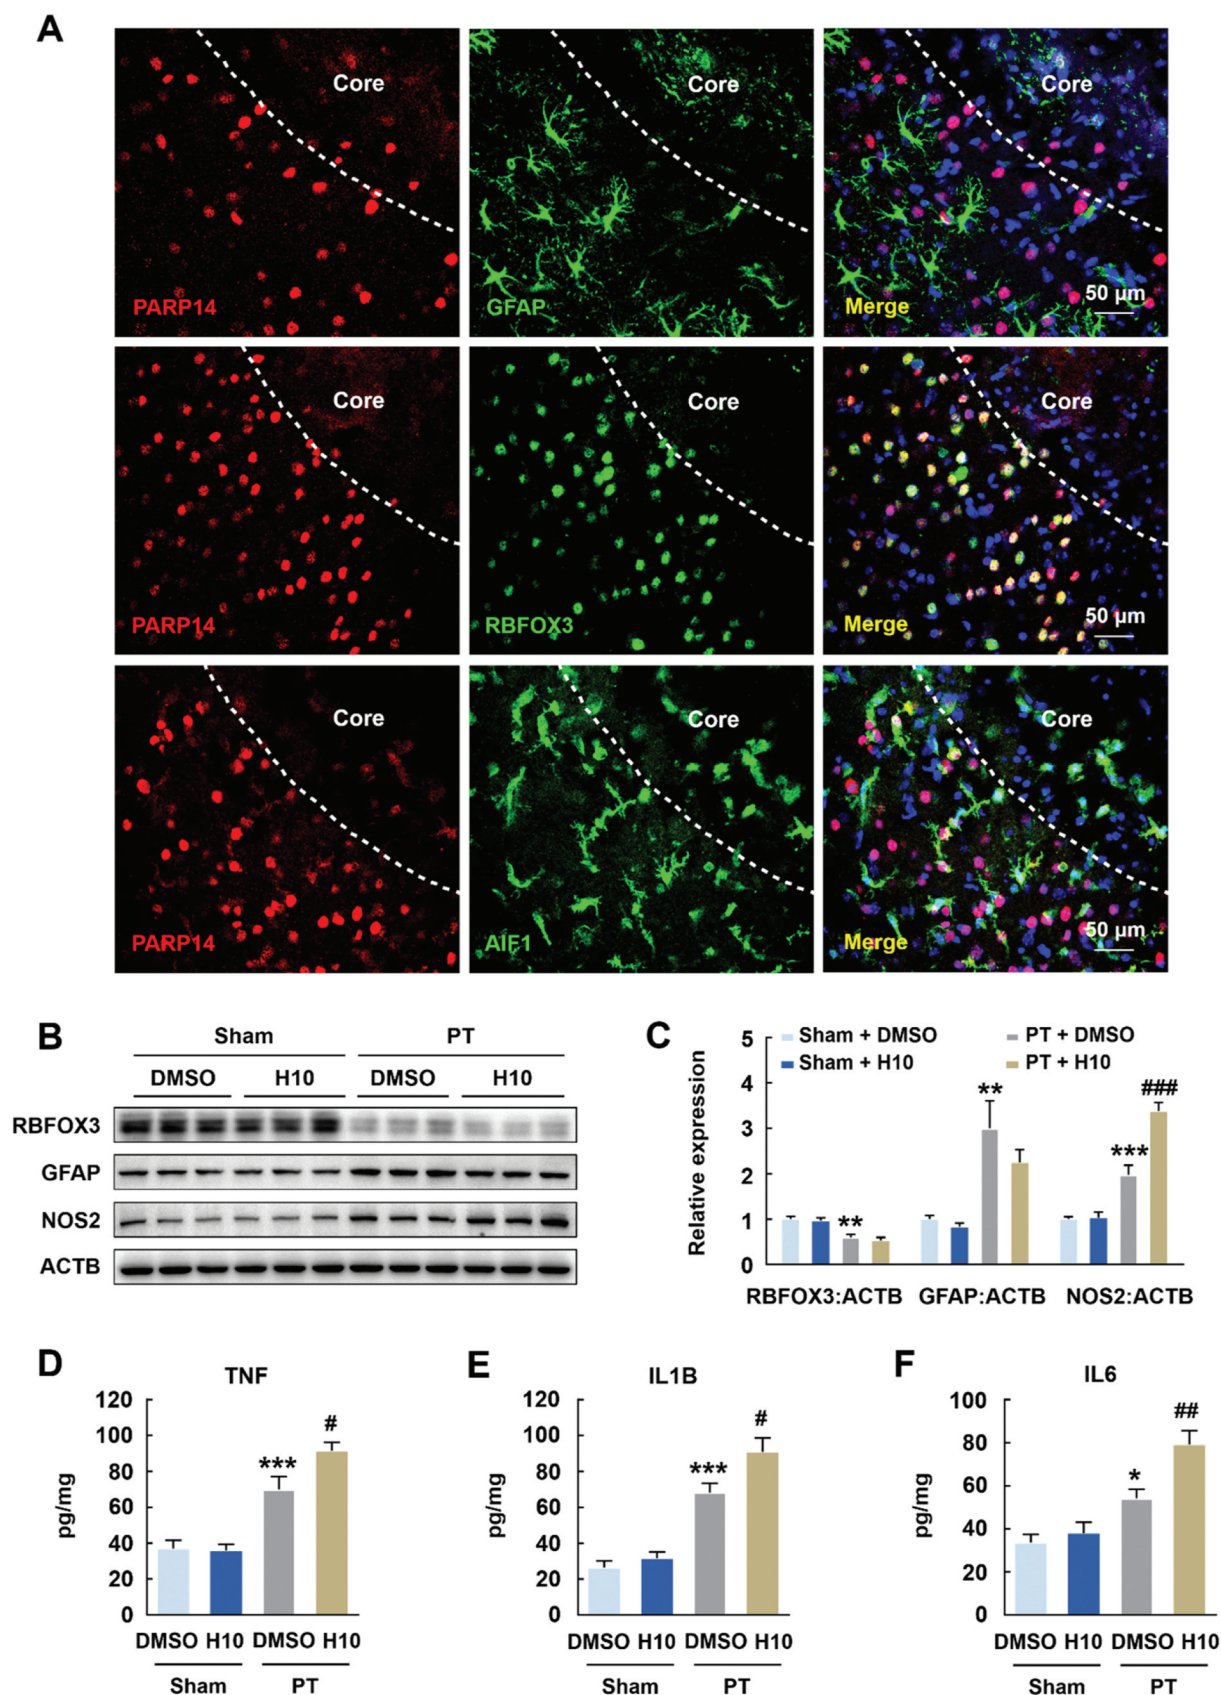 A
Core
Core
Core
PARP14
GFAP
Merge
50 µm
Core
Core
Core
PARP14
RBFOX3
Merge
50 µm
Core
Core
Core
PARP14
AIF1
Merge
50 µm
B
Sham PT
DMSO H10 DMSO H10
RBFOX3
GFAP
NOS2
ACTB
C
Sham + DMSO PT + DMSO
Sham + H10 PT + H10
Relative expression
5
4
3
2
1
0
**
**
***
###
RBFOX3:ACTB GFAP:ACTB NOS2:ACTB
D
TNF
pg/mg
120
100
80
60
40
20
0
***
#
DMSO H10 DMSO H10
Sham PT
E
IL1B
pg/mg
120
100
80
60
40
20
0
***
#
DMSO H10 DMSO H10
Sham PT
F
IL6
pg/mg
100
80
60
40
20
0
*
##
DMSO H10 DMSO H10
Sham PT